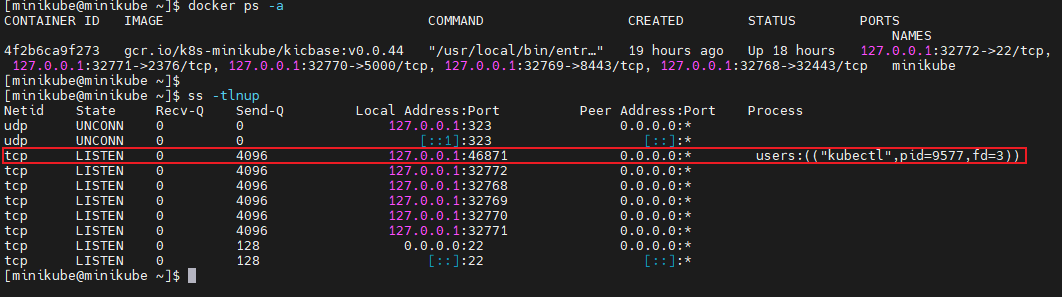 [minikube@minikube ~]$ docker ps -a
CONTAINER ID   IMAGE                                 COMMAND                  CREATED        STATUS        PORTS
NAMES
4f2b6ca9f273   gcr.io/k8s-minikube/kicbase:v0.0.44   "/usr/local/bin/entr…"   19 hours ago   Up 18 hours   127.0.0.1:32772->22/tcp,
127.0.0.1:32771->2376/tcp, 127.0.0.1:32770->5000/tcp, 127.0.0.1:32769->8443/tcp, 127.0.0.1:32768->32443/tcp   minikube
[minikube@minikube ~]$
[minikube@minikube ~]$ ss -tlnup
Netid   State    Recv-Q   Send-Q   Local Address:Port   Peer Address:Port   Process
udp     UNCONN   0        0        127.0.0.1:323        0.0.0.0:*
udp     UNCONN   0        0        [::1]:323            [::]:*
tcp     LISTEN   0        4096     127.0.0.1:46871      0.0.0.0:*           users:(("kubectl",pid=9577,fd=3))
tcp     LISTEN   0        4096     127.0.0.1:32772      0.0.0.0:*
tcp     LISTEN   0        4096     127.0.0.1:32768      0.0.0.0:*
tcp     LISTEN   0        4096     127.0.0.1:32769      0.0.0.0:*
tcp     LISTEN   0        4096     127.0.0.1:32770      0.0.0.0:*
tcp     LISTEN   0        4096     127.0.0.1:32771      0.0.0.0:*
tcp     LISTEN   0        128      0.0.0.0:22           0.0.0.0:*
tcp     LISTEN   0        128      [::]:22              [::]:*
[minikube@minikube ~]$